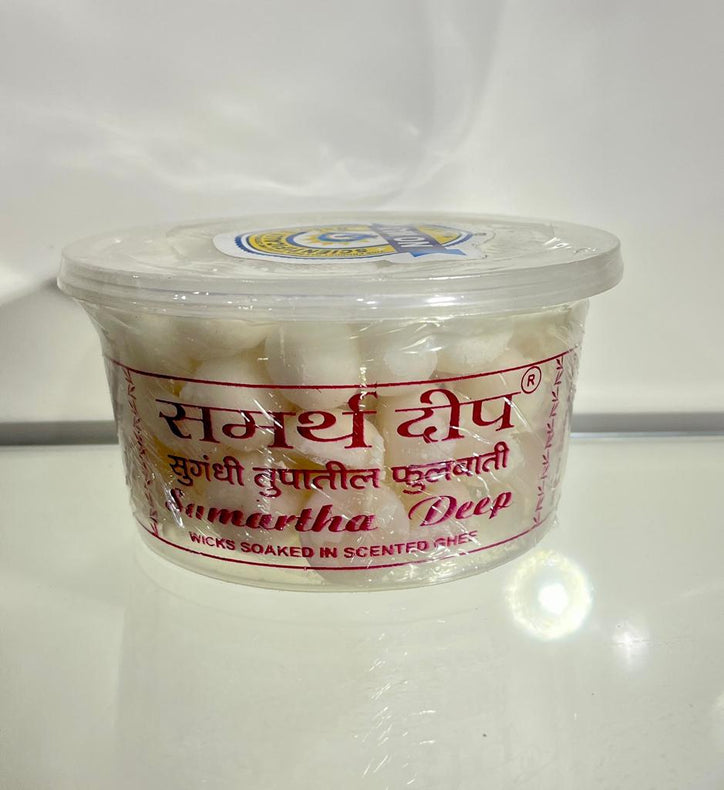 समर्थ दीप ®
सुगंधी तुपातील फुलवाती
Samartha Deep
WICKS SOAKED IN SCENTED GHEE